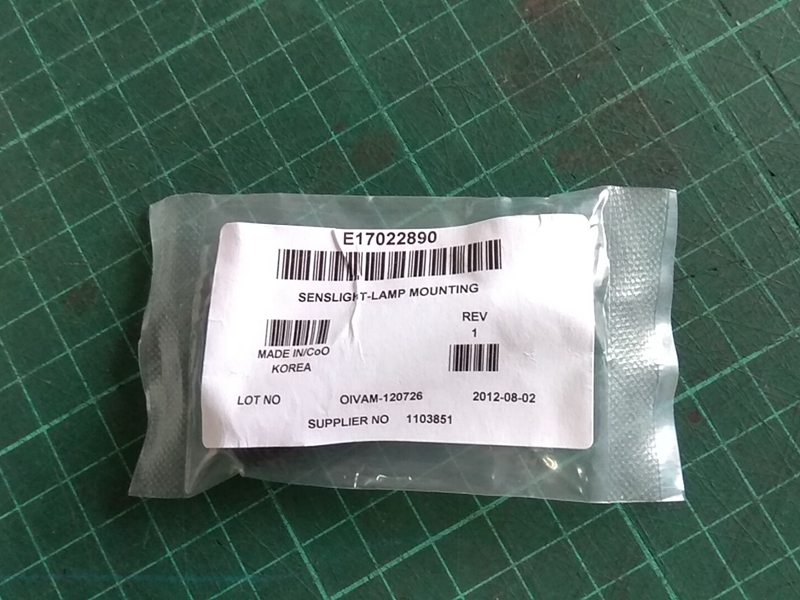 E17022890
SENSLIGHT-LAMP MOUNTING
REV
1
MADE IN/CoO
KOREA
LOT NO OIVAM-120726 2012-08-02
SUPPLIER NO 1103851